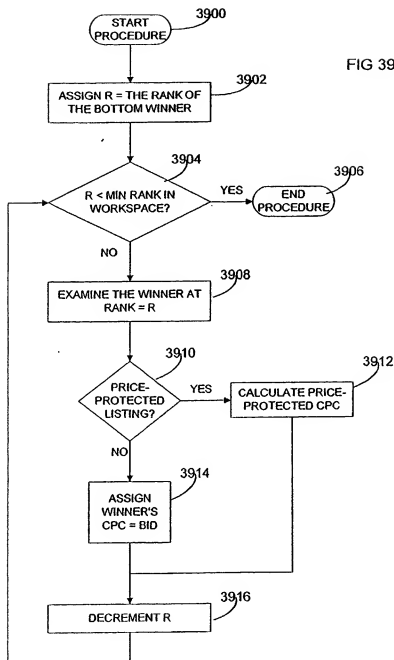 START
PROCEDURE
3900
FIG 39
ASSIGN R = THE RANK OF
THE BOTTOM WINNER
3902
R < MIN RANK IN
WORKSPACE?
3904
YES
END
PROCEDURE
3906
NO
EXAMINE THE WINNER AT
RANK = R
3908
PRICE-
PROTECTED
LISTING?
3910
YES
CALCULATE PRICE-
PROTECTED CPC
3912
NO
ASSIGN
WINNER'S
CPC = BID
3914
DECREMENT R
3916